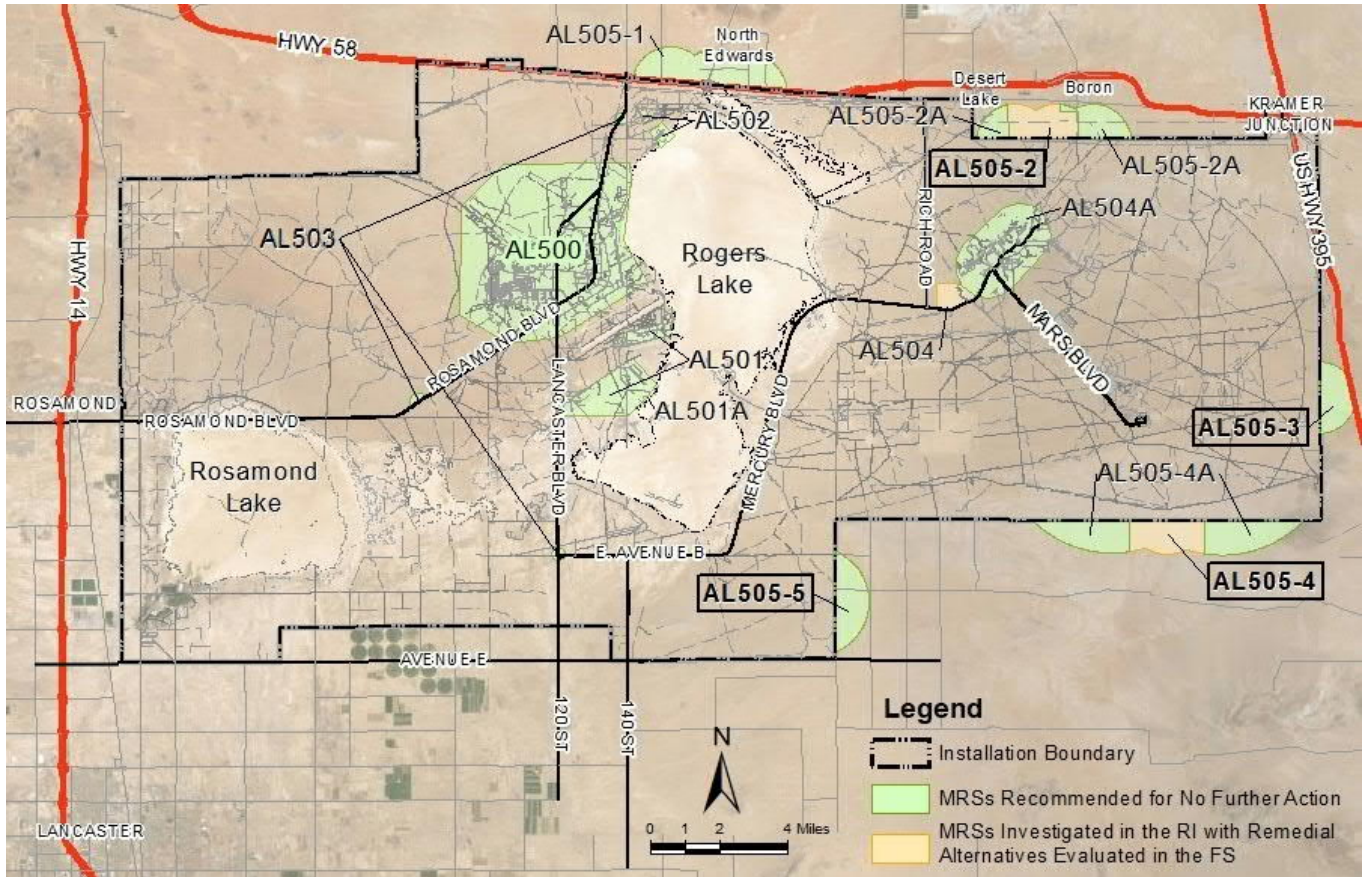 HWY 58
AL505-1
North
Edwards
Desert
Lake
Boron
KRAMER
JUNCTION
AL502
AL505-2A
AL505-2
AL505-2A
US HWY 395
RICH ROAD
AL504A
AL503
AL500
Rogers
Lake
HWY 14
MARS BLVD
AL504
ROSAMOND BLVD
AL501
LANCASTER BLVD
AL501A
MERCURY BLVD
ROSAMOND
ROSAMOND BLVD
AL505-3
Rosamond
Lake
AL505-4A
E. AVENUE B
AL505-5
AL505-4
AVENUE E
120 ST
140 ST
LANCASTER
N
0 1 2 4 Miles
Legend
Installation Boundary
MRSs Recommended for No Further Action
MRSs Investigated in the RI with Remedial
Alternatives Evaluated in the FS